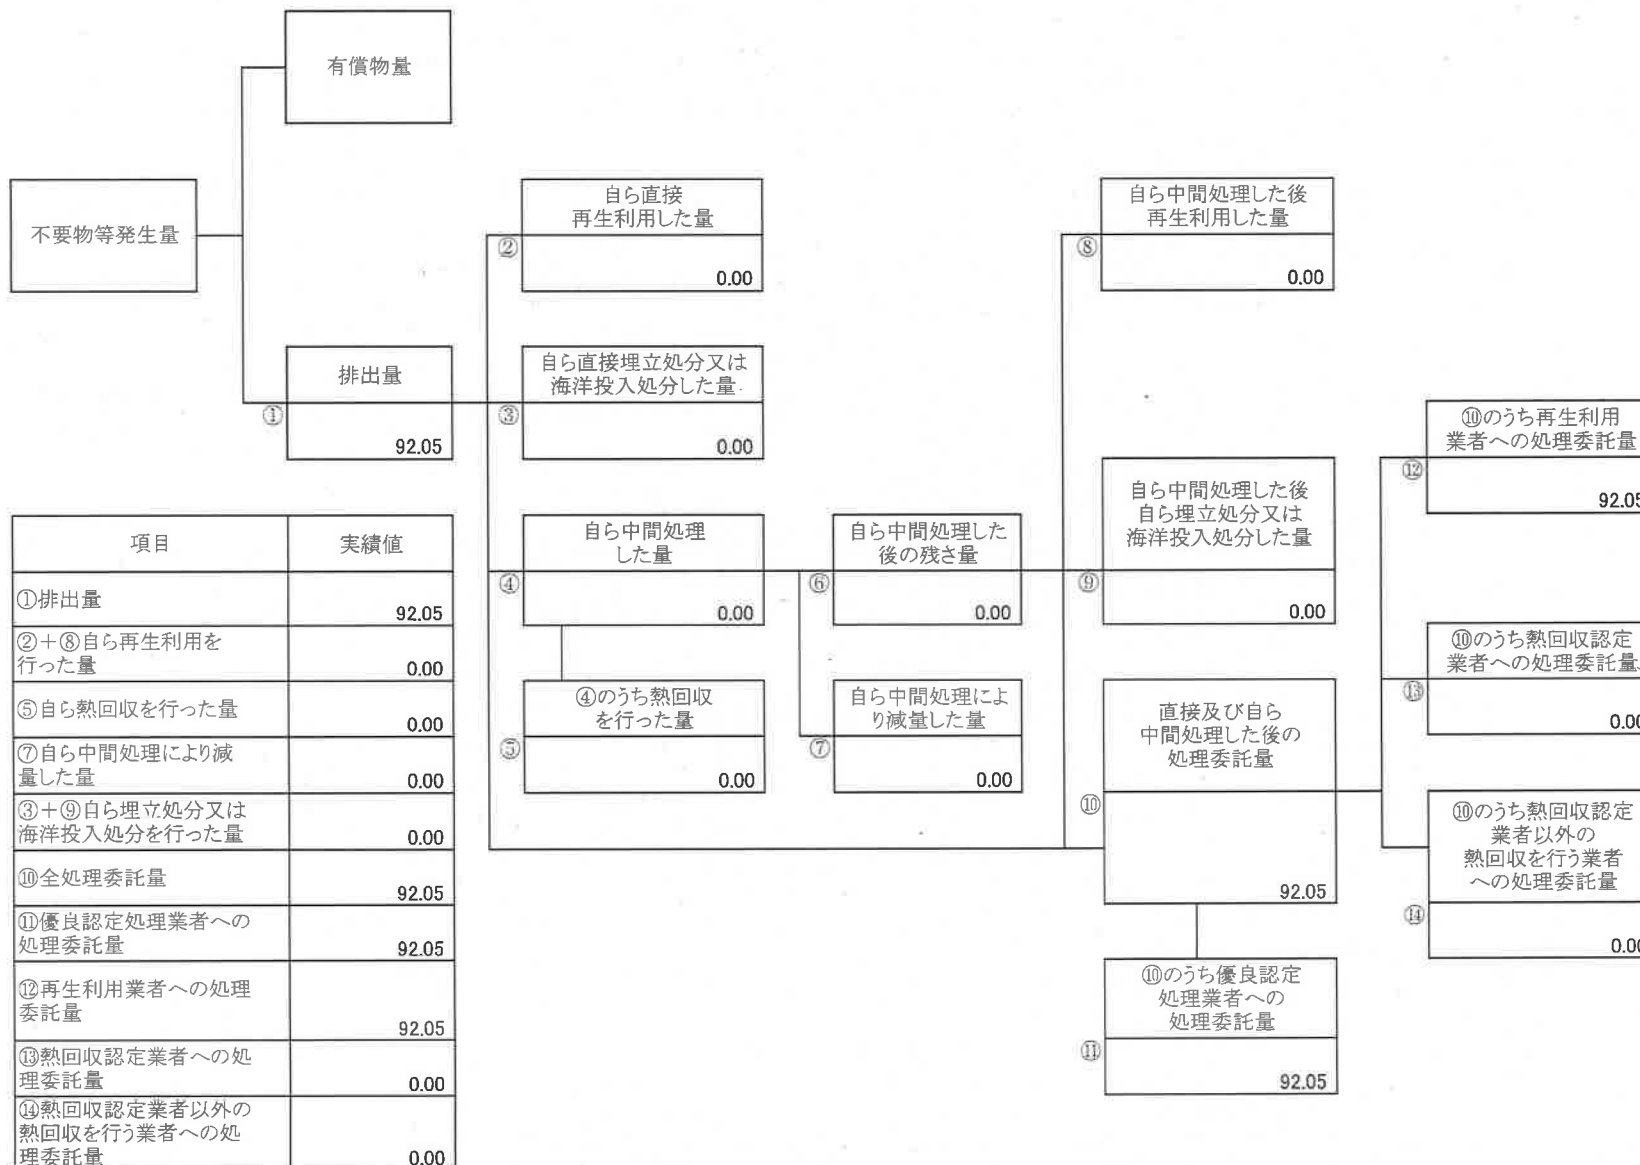 有償物量
不要物等発生量
自ら直接
再生利用した量
②
0.00
自ら中間処理した後
再生利用した量
⑧
0.00
排出量
①
92.05
自ら直接埋立処分又は
海洋投入処分した量
③
0.00
⑩のうち再生利用
業者への処理委託量
⑫
92.05
自ら中間処理
した量
④
0.00
自ら中間処理した
後の残さ量
⑥
0.00
自ら中間処理した後
自ら埋立処分又は
海洋投入処分した量
⑨
0.00
④のうち熱回収
を行った量
⑤
0.00
自ら中間処理によ
り減量した量
⑦
0.00
⑩のうち熱回収認定
業者への処理委託量
⑬
0.00
直接及び自ら
中間処理した後の
処理委託量
⑩
92.05
⑩のうち熱回収認定
業者以外の
熱回収を行う業者
への処理委託量
⑭
0.00
⑩のうち優良認定
処理業者への
処理委託量
⑪
92.05
項目 実績値
①排出量 92.05
②+⑧自ら再生利用を
行った量 0.00
⑤自ら熱回収を行った量 0.00
⑦自ら中間処理により減
量した量 0.00
③+⑨自ら埋立処分又は
海洋投入処分を行った量 0.00
⑩全処理委託量 92.05
⑪優良認定処理業者への
処理委託量 92.05
⑫再生利用業者への処理
委託量 92.05
⑬熱回収認定業者への処
理委託量 0.00
⑭熱回収認定業者以外の
熱回収を行う業者への処
理委託量 0.00